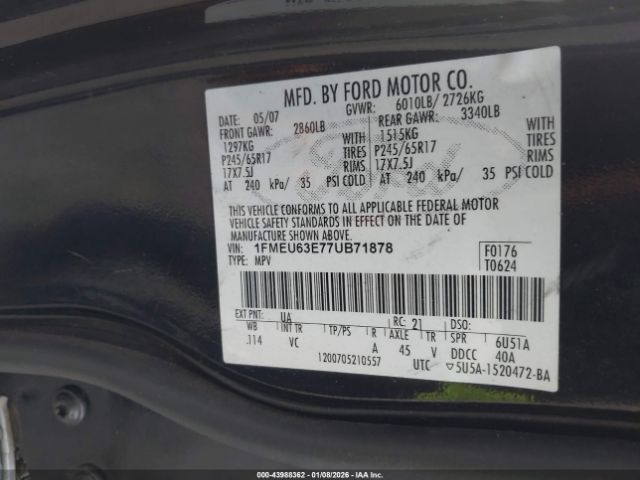 MFD. BY FORD MOTOR CO.
DATE: 05/07 GVWR: 6010LB/ 2726KG
FRONT GAWR: 2860LB REAR GAWR: 3340LB
1297KG WITH 1515KG WITH
P245/65R17 TIRES P245/65R17 TIRES
17X7.5J RIMS 17X7.5J RIMS
AT 240 kPa/ 35 PSI COLD AT 240 kPa/ 35 PSI COLD
THIS VEHICLE CONFORMS TO ALL APPLICABLE FEDERAL MOTOR
VEHICLE SAFETY STANDARDS IN EFFECT ON THE DATE OF
MANUFACTURE SHOWN ABOVE.
VIN: 1FMEU63E77UB71878 F0176
TYPE: MPV T0624
EXT PNT: UA RC: 21 DSO:
WB INT TR TP/PS R AXLE TR SPR 6U51A
.114 VC A 45 V DDCC 40A
1200705210557 UTC ▽5U5A-1520472-BA
Ford
000-43988362 - 01/08/2026 - IAAI.COM